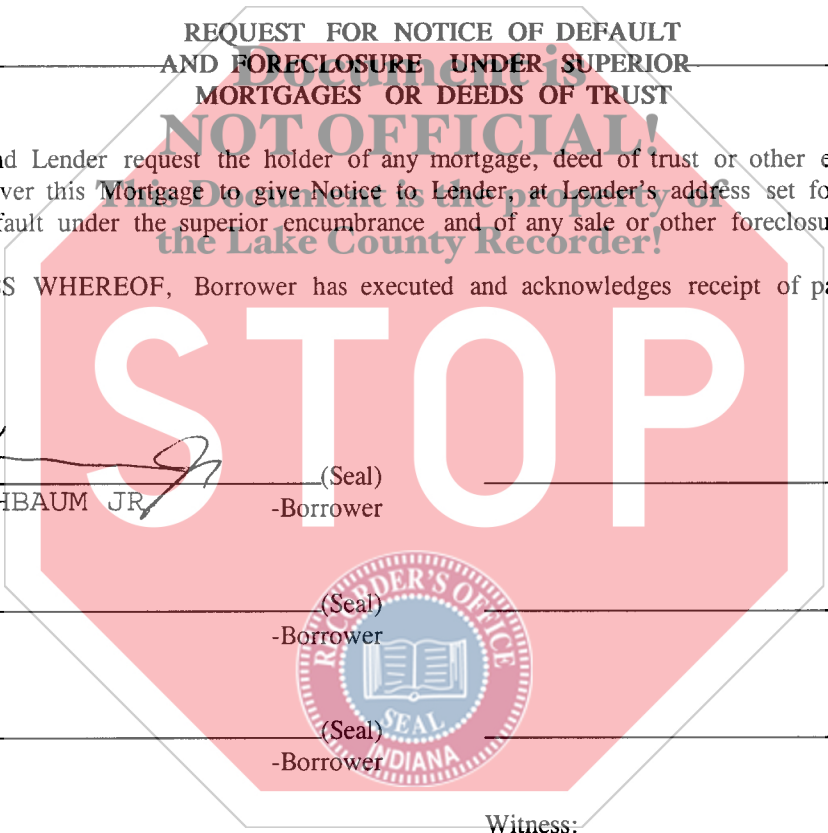 REQUEST FOR NOTICE OF DEFAULT
AND FORECLOSURE UNDER SUPERIOR
MORTGAGES OR DEEDS OF TRUST
Document is
NOT OFFICIAL!
This Document is the property of
the Lake County Recorder!
nd Lender request the holder of any mortgage, deed of trust or other e
ver this Mortgage to give Notice to Lender, at Lender's address set fo
fault under the superior encumbrance and of any sale or other foreclosu
SS WHEREOF, Borrower has executed and acknowledges receipt of pa
STOP
(Seal)
HBAUM JR -Borrower
(Seal)
-Borrower
(Seal)
-Borrower
RECORDER'S OFFICE
SEAL
INDIANA
Witness: